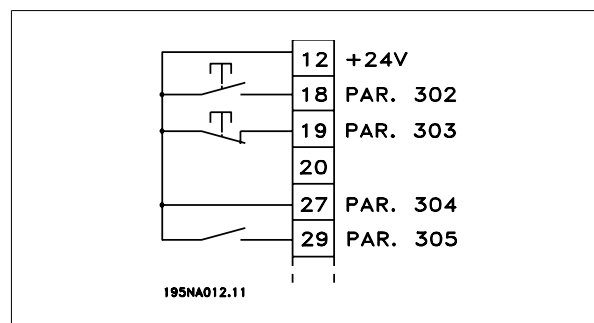 12 +24V
18 PAR. 302
19 PAR. 303
20
27 PAR. 304
29 PAR. 305
195NA012.11